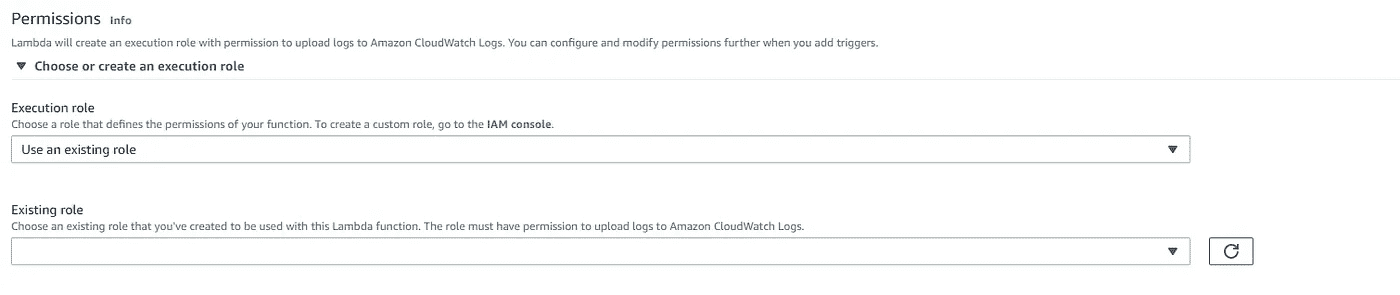 Permissions Info
Lambda will create an execution role with permission to upload logs to Amazon CloudWatch Logs. You can configure and modify permissions further when you add triggers.
Choose or create an execution role
Execution role
Choose a role that defines the permissions of your function. To create a custom role, go to the IAM console.
Use an existing role
Existing role
Choose an existing role that you've created to be used with this Lambda function. The role must have permission to upload logs to Amazon CloudWatch Logs.